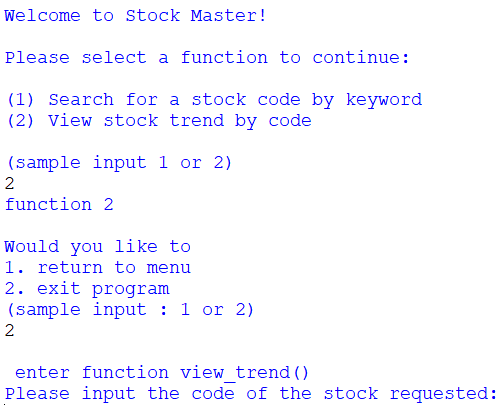 Welcome to Stock Master!
Please select a function to continue:
(1) Search for a stock code by keyword
(2) View stock trend by code
(sample input 1 or 2)
2
function 2
Would you like to
1. return to menu
2. exit program
(sample input : 1 or 2)
2
enter function view_trend()
Please input the code of the stock requested: